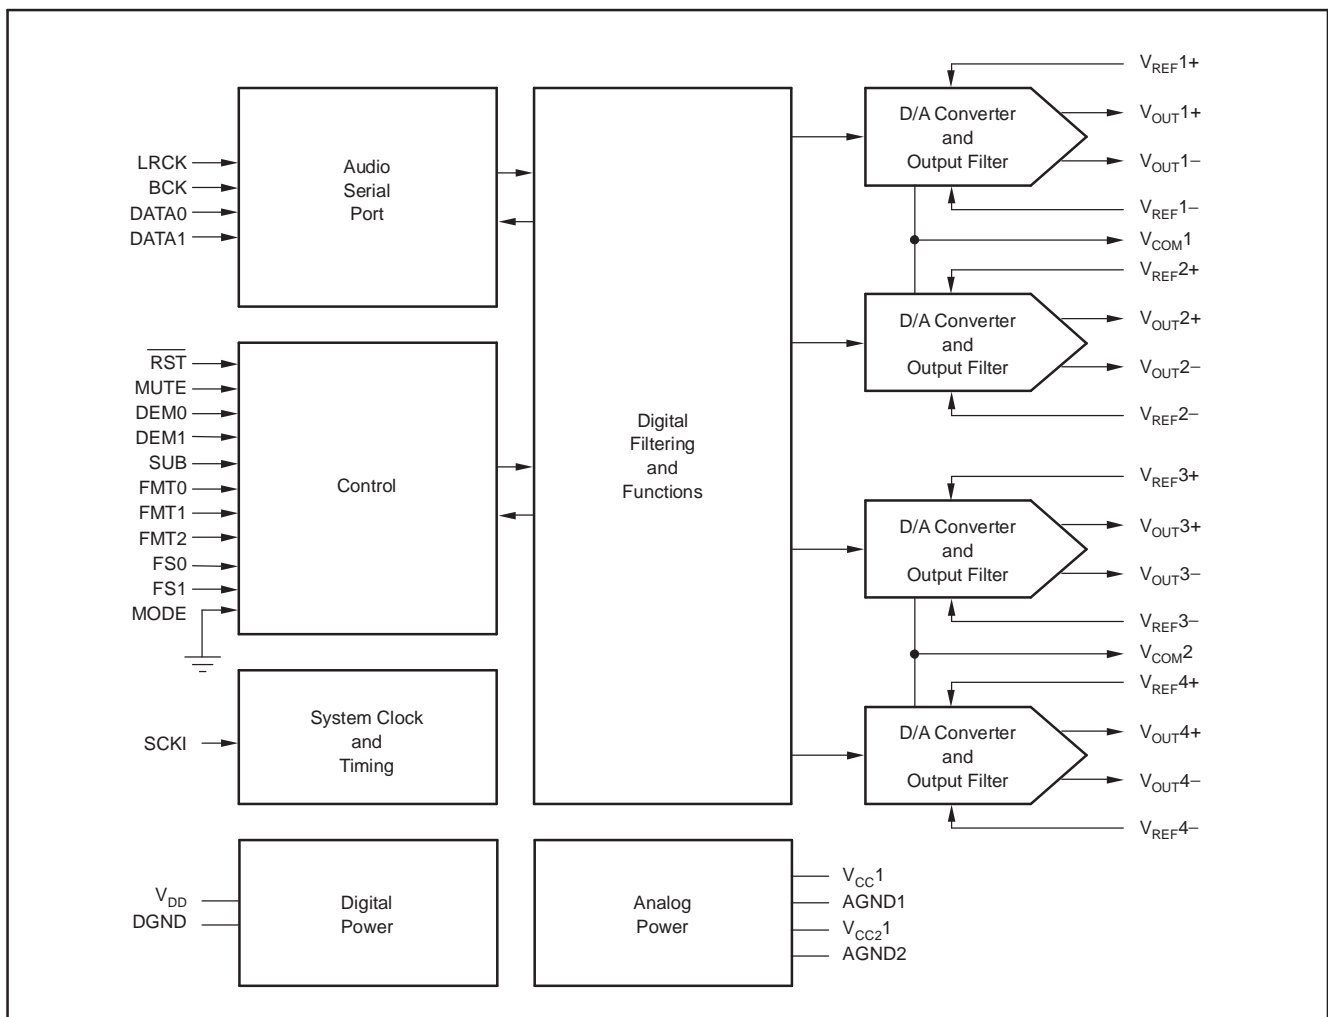 LRCK
BCK
DATA0
DATA1
Audio
Serial
Port
RST
MUTE
DEM0
DEM1
SUB
FMT0
FMT1
FMT2
FS0
FS1
MODE
Control
SCKI
System Clock
and
Timing
VDD
DGND
Digital
Power
Digital
Filtering
and
Functions
Analog
Power
VCC1
AGND1
VCC21
AGND2
D/A Converter
and
Output Filter
VREF1+
VOUT1+
VOUT1−
VREF1−
VCOM1
D/A Converter
and
Output Filter
VREF2+
VOUT2+
VOUT2−
VREF2−
D/A Converter
and
Output Filter
VREF3+
VOUT3+
VOUT3−
VREF3−
VCOM2
D/A Converter
and
Output Filter
VREF4+
VOUT4+
VOUT4−
VREF4−